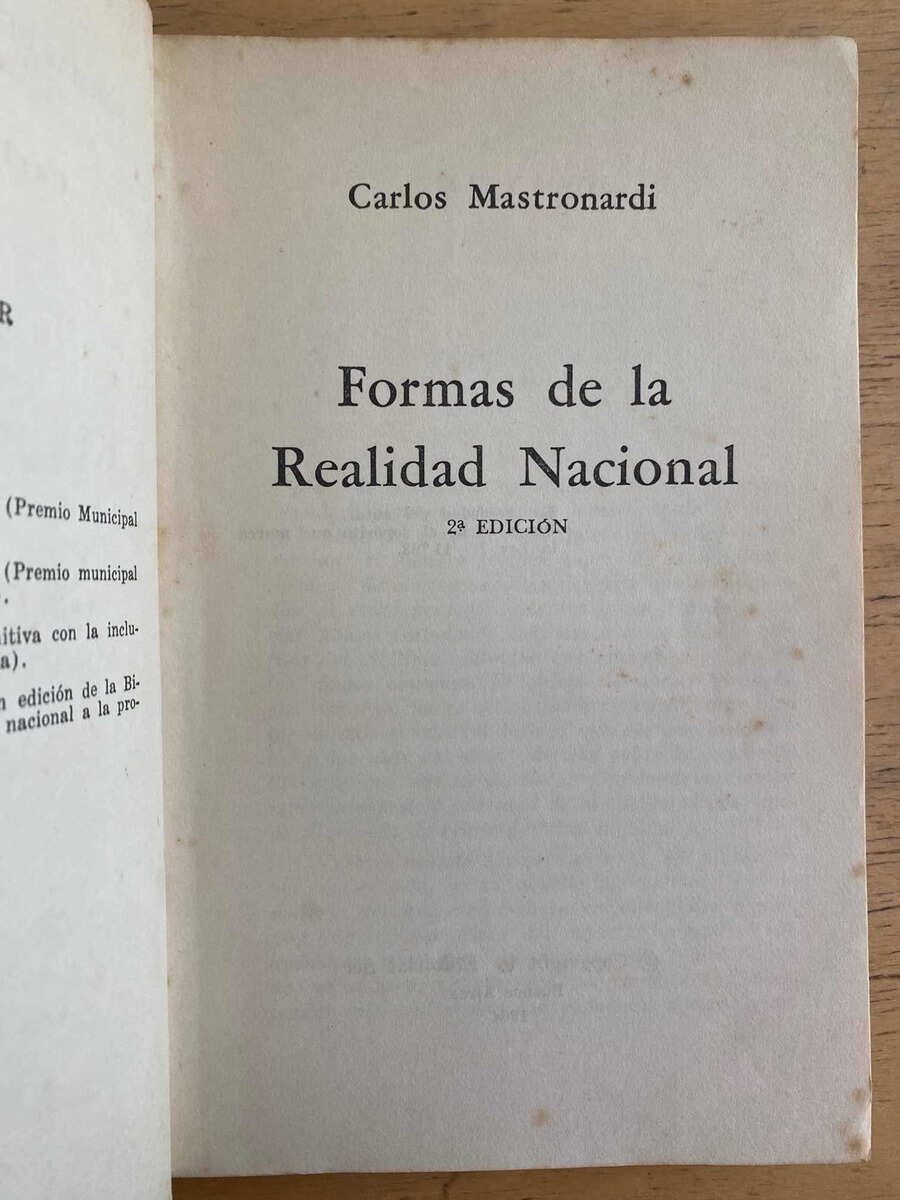 R
(Premio Municipal
(Premio municipal
nitiva con la inclu-
a).
edición de la Bi-
nacional a la pro-
Carlos Mastronardi
Formas de la
Realidad Nacional
2ª EDICIÓN